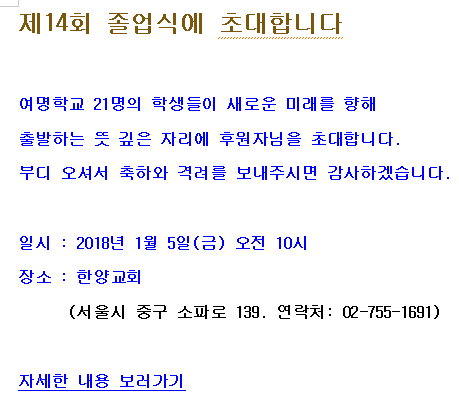 제14회 졸업식에 초대합니다
여명학교 21명의 학생들이 새로운 미래를 향해
출발하는 뜻 깊은 자리에 후원자님을 초대합니다.
부디 오셔서 축하와 격려를 보내주시면 감사하겠습니다.
일시 : 2018년 1월 5일(금) 오전 10시
장소 : 한양교회
(서울시 중구 소파로 139. 연락처: 02-755-1691)
자세한 내용 보러가기